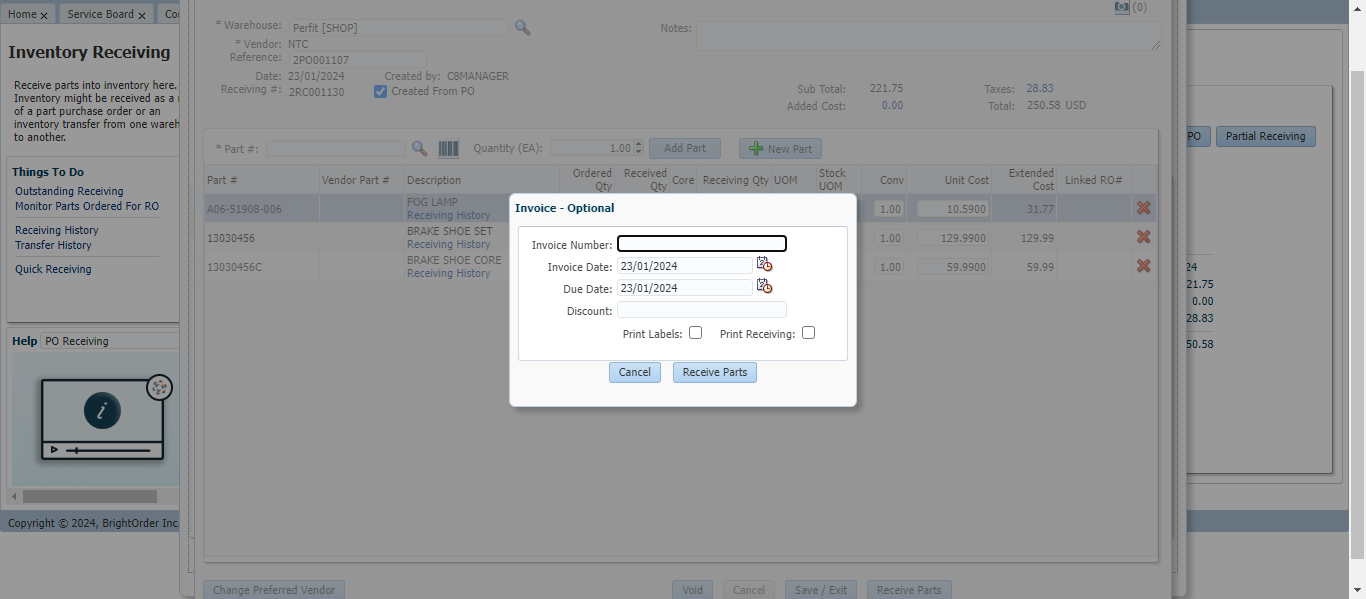 Home x Service Board x Co
Inventory Receiving
Receive parts into inventory here.
Inventory might be received as a
of a part purchase order or an
inventory transfer from one wareh
to another.
Things To Do
Outstanding Receiving
Monitor Parts Ordered For RO
Receiving History
Transfer History
Quick Receiving
Help PO Receiving
Copyright © 2024, BrightOrder Inc.
(0)
* Warehouse: Perfit [SHOP] Notes:
* Vendor: NTC
Reference: 2PO001107
Date: 23/01/2024 Created by: C8MANAGER
Receiving #: 2RC001130 Created From PO
Sub Total: 221.75 Taxes: 28.83
Added Cost: 0.00 Total: 250.58 USD
* Part #: Quantity (EA): 1.00 Add Part New Part
Part # Vendor Part # Description Ordered Qty Received Qty Core Receiving Qty UOM Stock UOM Conv Unit Cost Extended Cost Linked RO#
A06-51908-006 FOG LAMP 1.00 10.5900 31.77
Receiving History
13030456 BRAKE SHOE SET 1.00 129.9900 129.99
Receiving History
13030456C BRAKE SHOE CORE 1.00 59.9900 59.99
Receiving History
Invoice - Optional
Invoice Number:
Invoice Date: 23/01/2024
Due Date: 23/01/2024
Discount:
Print Labels: Print Receiving:
Cancel Receive Parts
Change Preferred Vendor Void Cancel Save / Exit Receive Parts
PO Partial Receiving
24
21.75
0.00
28.83
50.58